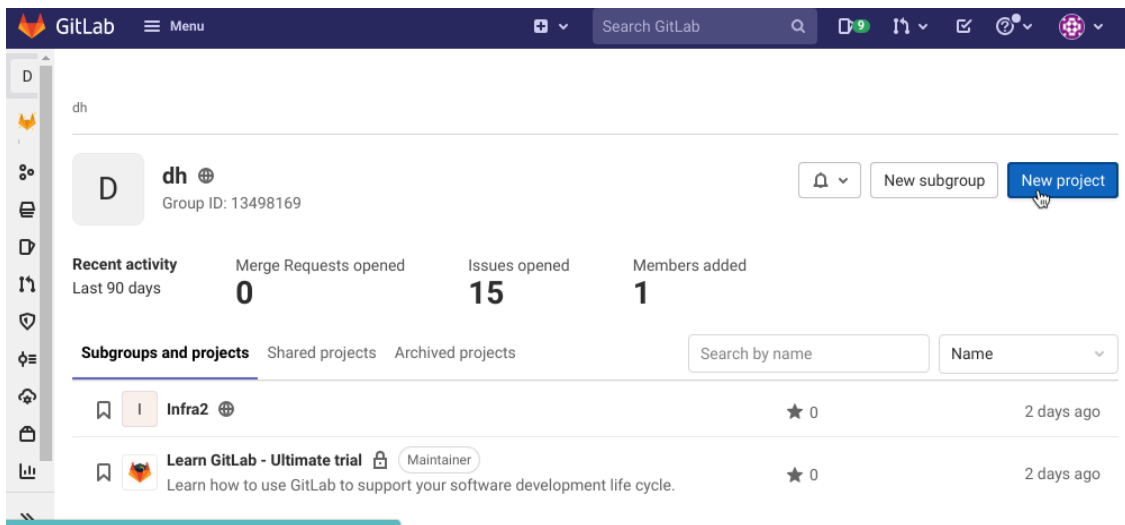 GitLab Menu Search GitLab 9
D
dh
D
dh
Group ID: 13498169
New subgroup New project
Recent activity
Last 90 days
Merge Requests opened
0
Issues opened
15
Members added
1
Subgroups and projects Shared projects Archived projects Search by name Name
I Infra2 0 2 days ago
Learn GitLab - Ultimate trial Maintainer
Learn how to use GitLab to support your software development life cycle. 0 2 days ago